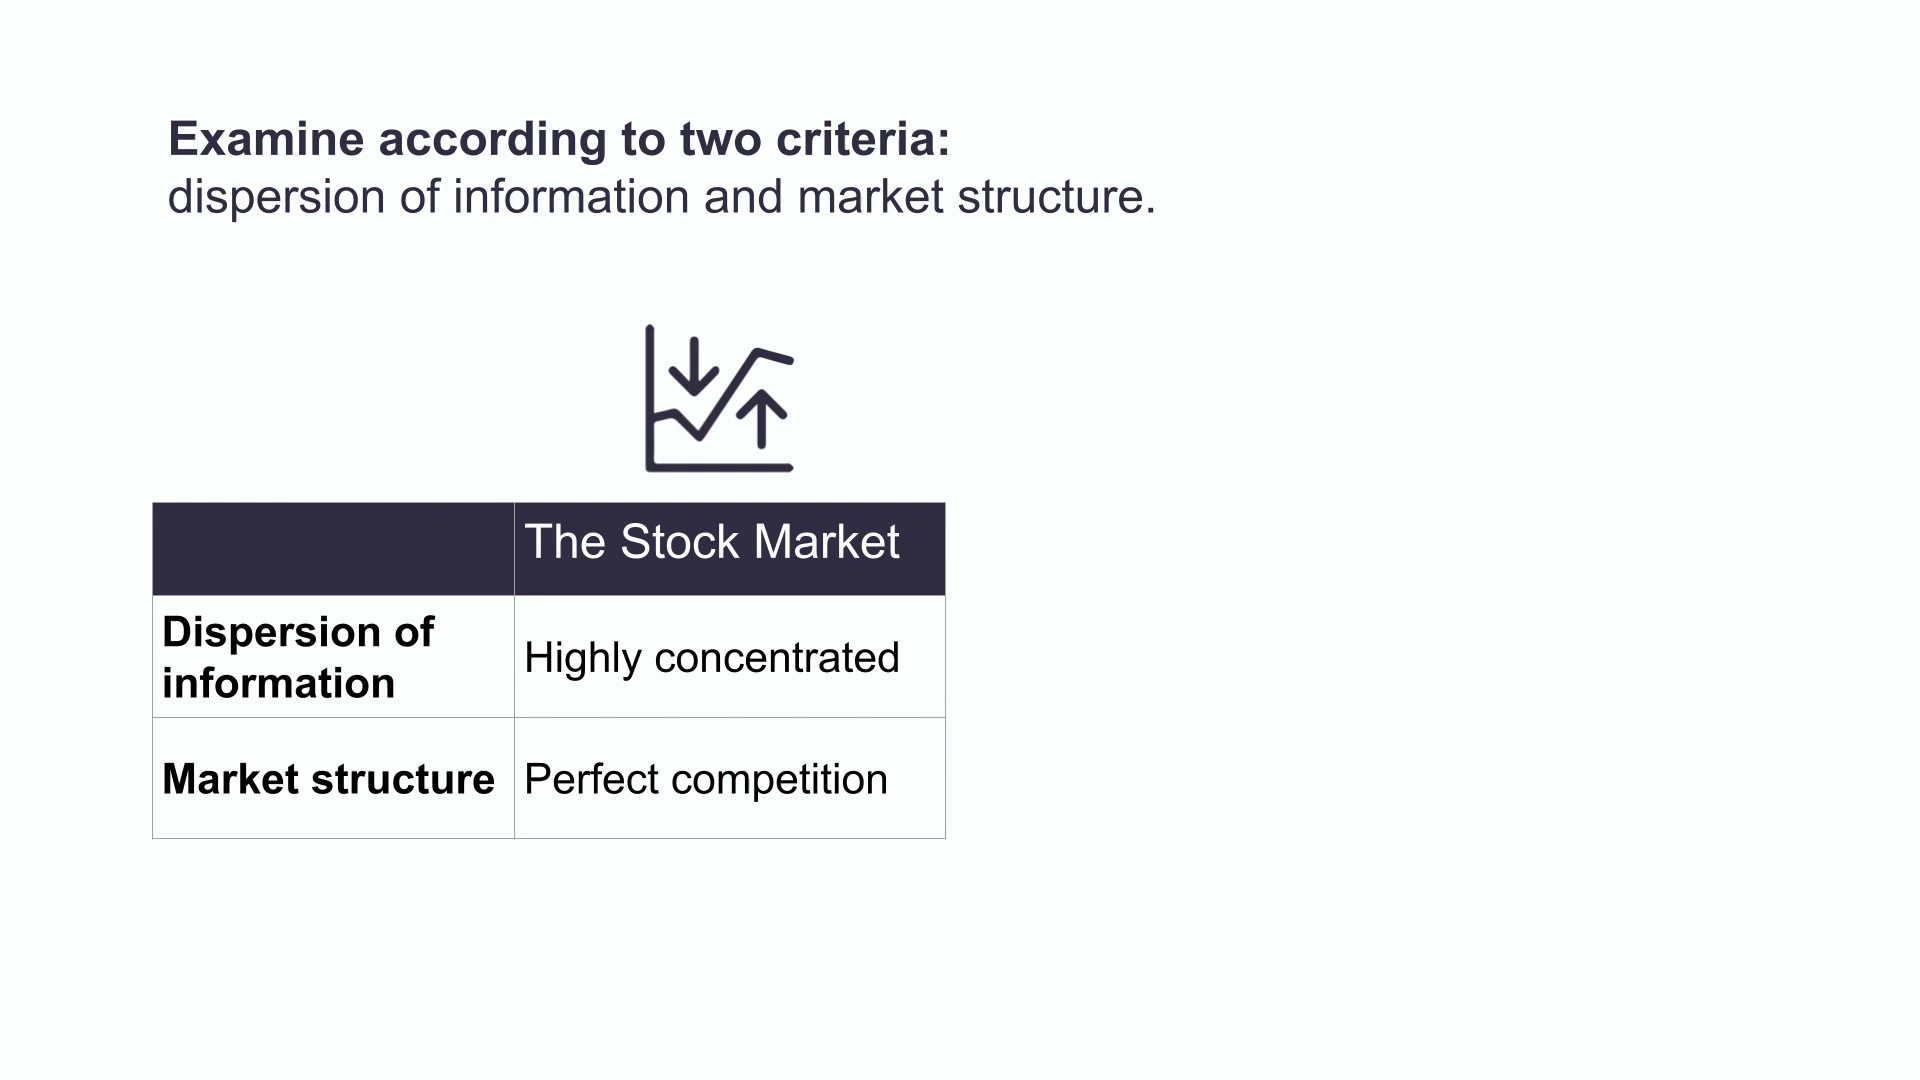 Examine according to two criteria:
dispersion of information and market structure.
The Stock Market
Dispersion of
information
Highly concentrated
Market structure
Perfect competition